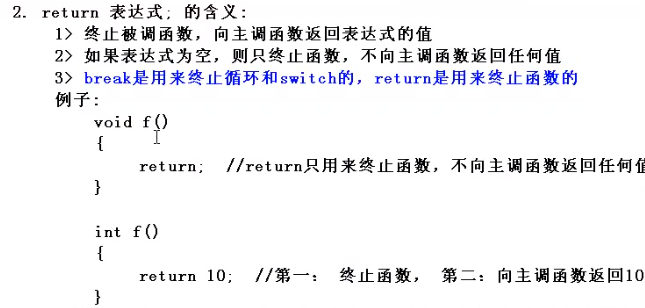 2. return 表达式; 的含义:
1> 终止被调函数，向主调函数返回表达式的值
2> 如果表达式为空，则只终止函数，不向主调函数返回任何值
3> break是用来终止循环和switch的，return是用来终止函数的
例子:
void f()
{
return; //return只用来终止函数，不向主调函数返回任何值
}
int f()
{
return 10; //第一： 终止函数， 第二：向主调函数返回10
}